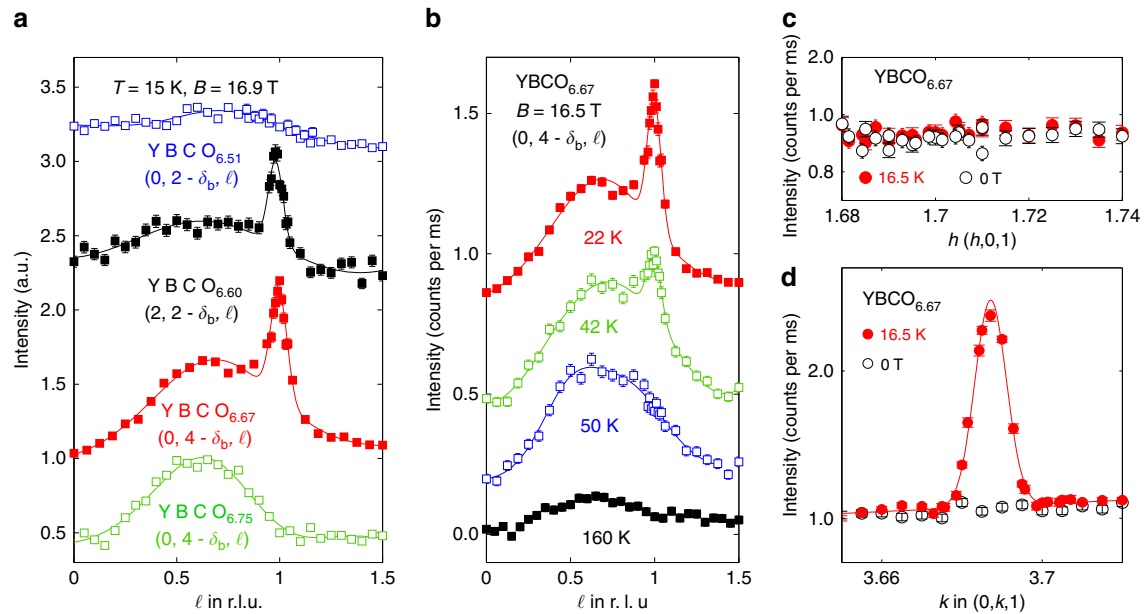 a
T = 15 K, B = 16.9 T
Y B C O6.51
(0, 2 - δb, ℓ)
Y B C O6.60
(2, 2 - δb, ℓ)
Y B C O6.67
(0, 4 - δb, ℓ)
Y B C O6.75
(0, 4 - δb, ℓ)
Intensity (a.u.)
3.5
3.0
2.5
2.0
1.5
1.0
0.5
0 0.5 1 1.5
ℓ in r.l.u.
b
YBCO6.67
B = 16.5 T
(0, 4 - δb, ℓ)
22 K
42 K
50 K
160 K
Intensity (counts per ms)
1.5
1.0
0.5
0.0
0 0.5 1 1.5
ℓ in r. l. u
c
YBCO6.67
16.5 K 0 T
Intensity (counts per ms)
2.0
1.0
0.8
1.68 1.7 1.72 1.74
h (h,0,1)
d
YBCO6.67
16.5 K
0 T
Intensity (counts per ms)
2.0
1.0
3.66 3.7
k in (0,k,1)